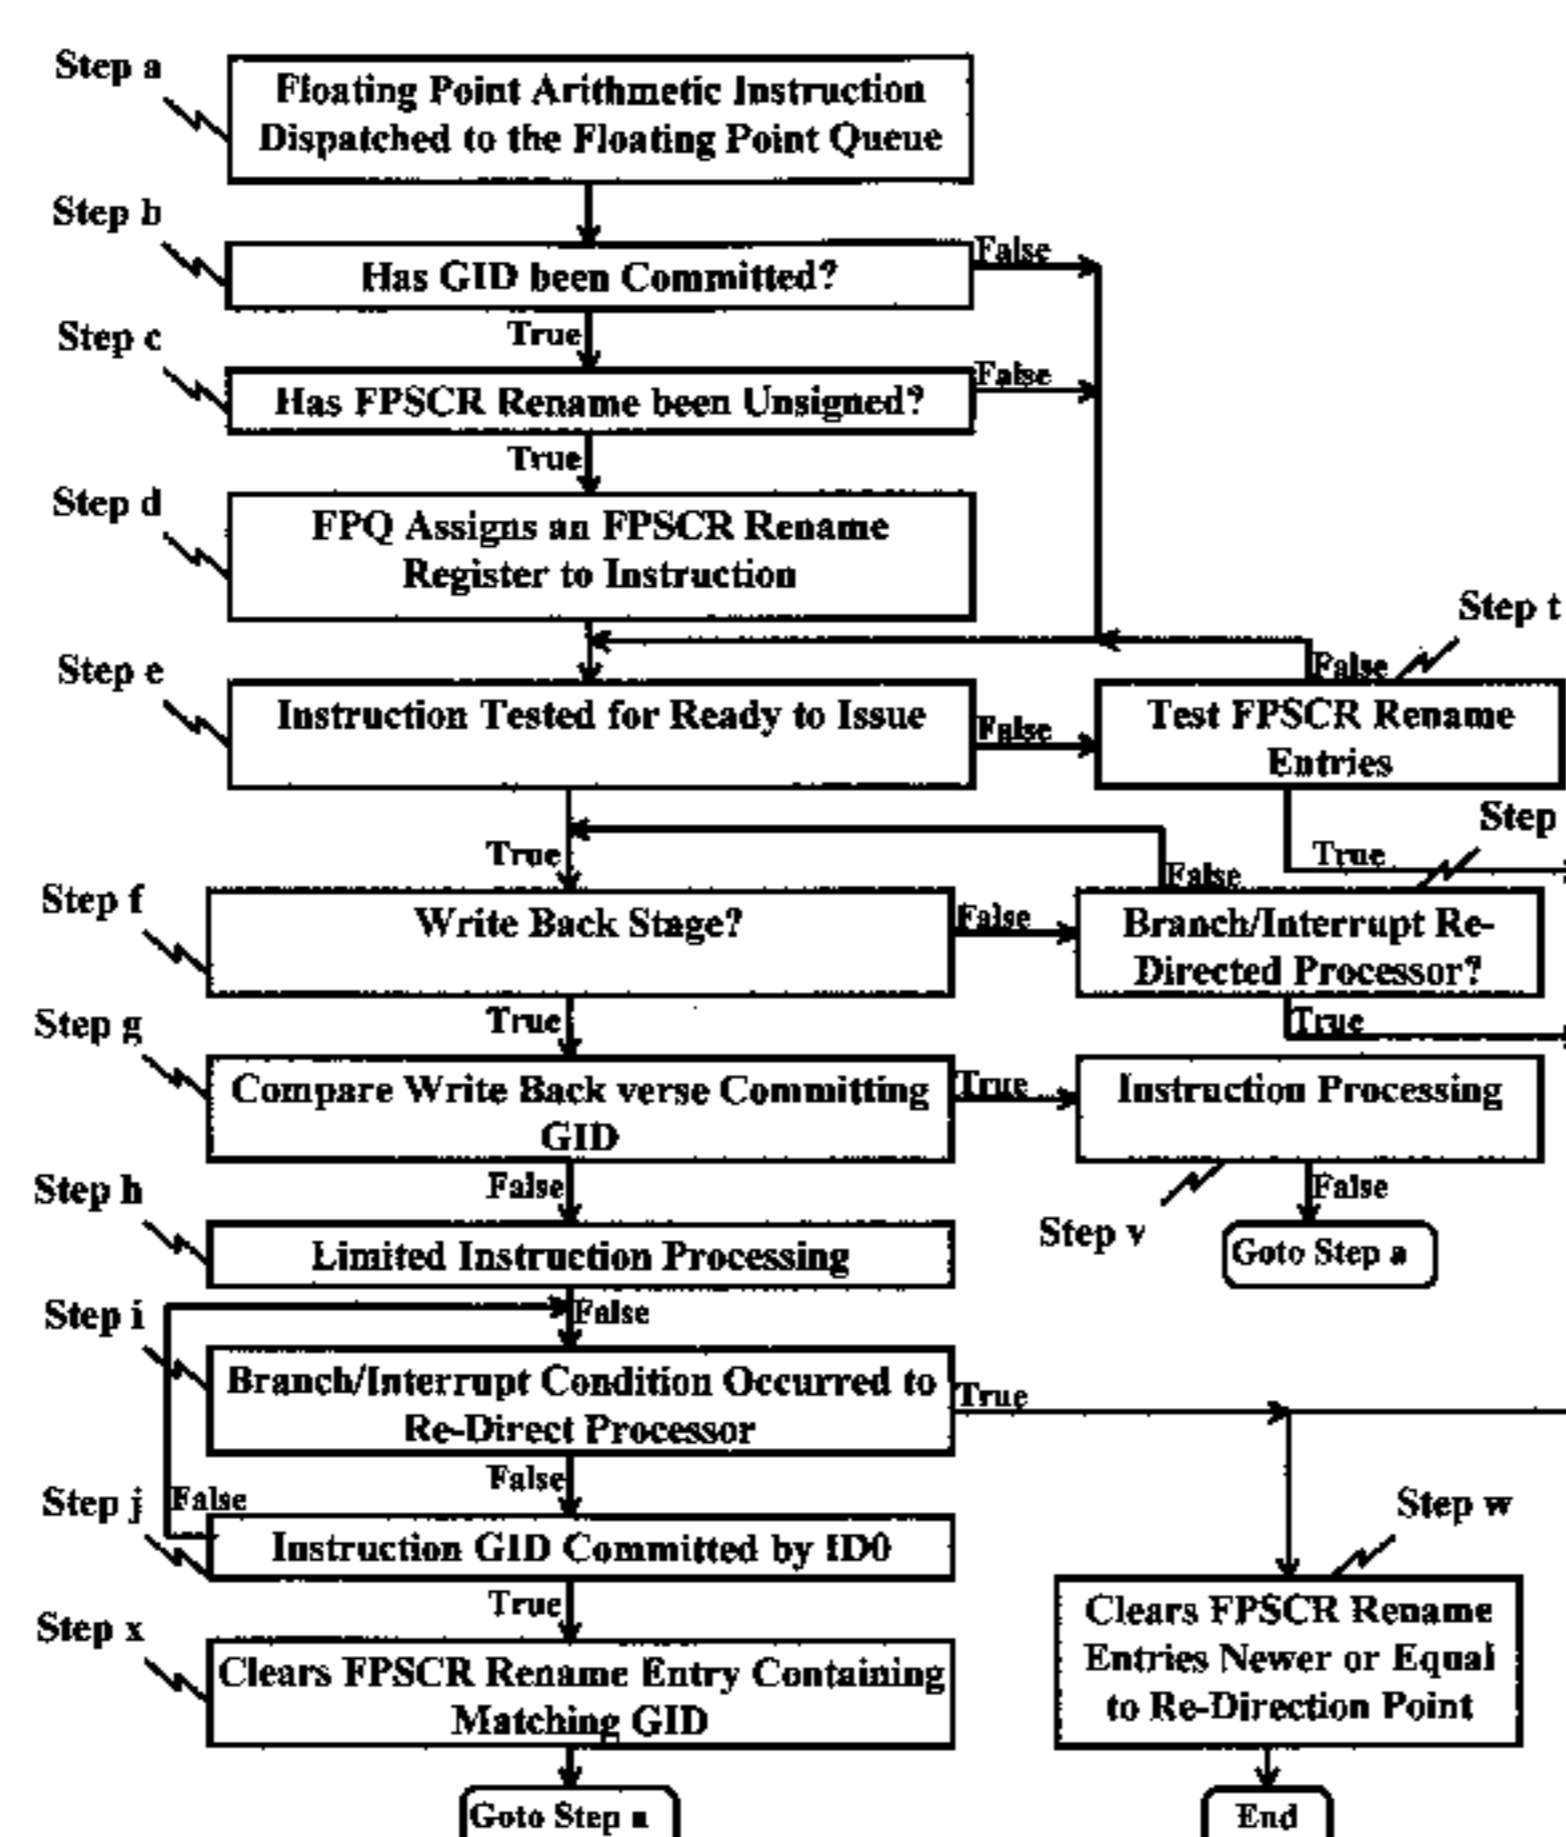 Step a
Floating Point Arithmetic Instruction
Dispatched to the Floating Point Queue
Step b
Has GID been Committed?
False
True
Step c
Has FPSCR Rename been Unsigned?
False
True
Step d
FPQ Assigns an FPSCR Rename
Register to Instruction
Step e
Instruction Tested for Ready to Issue
False
True
Step t
False
Test FPSCR Rename
Entries
True
Step f
Write Back Stage?
False
True
Step
False
Branch/Interrupt Re-
Directed Processor?
True
Step g
Compare Write Back verse Committing
GID
True
False
Instruction Processing
Step v
False
Goto Step a
Step h
Limited Instruction Processing
False
Step i
Branch/Interrupt Condition Occurred to
Re-Direct Processor
True
False
Step j
False
Instruction GID Committed by ID0
True
Step w
Clears FPSCR Rename
Entries Newer or Equal
to Re-Direction Point
End
Step x
Clears FPSCR Rename Entry Containing
Matching GID
Goto Step a